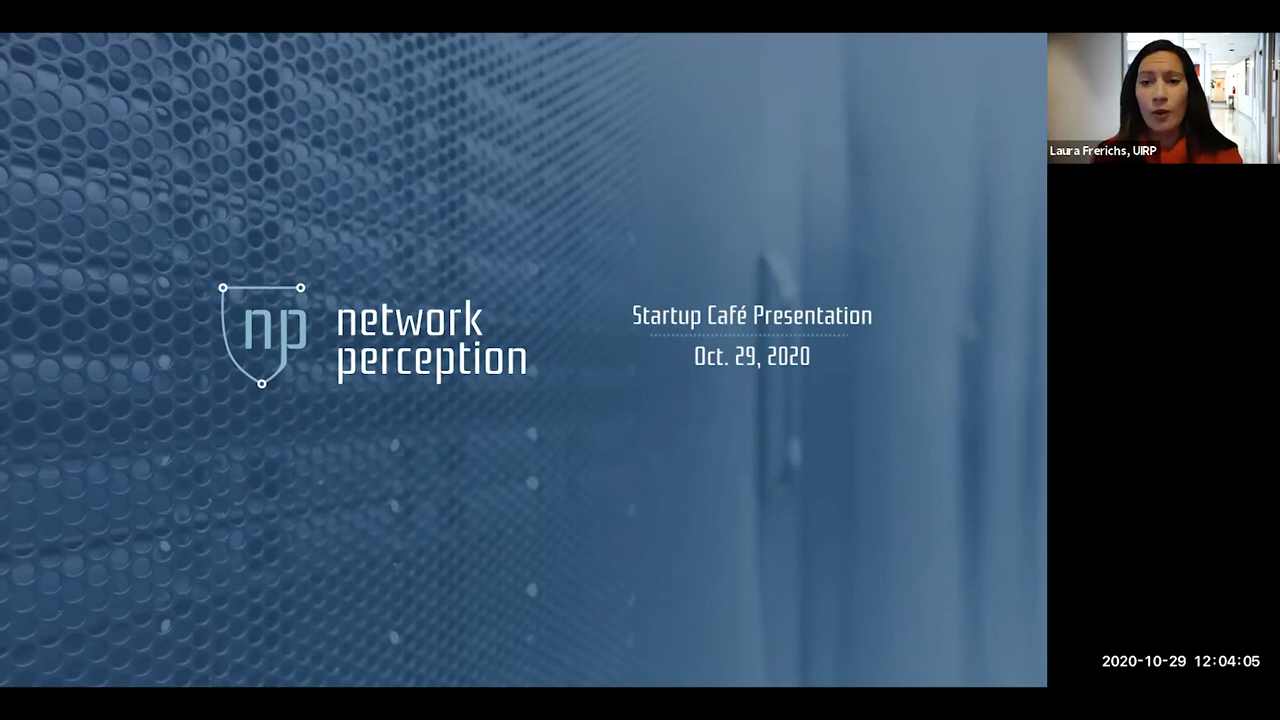 np
network
perception
Startup Café Presentation
Oct. 29, 2020
Laura Frerichs, UIRP
2020-10-29 12:04:05